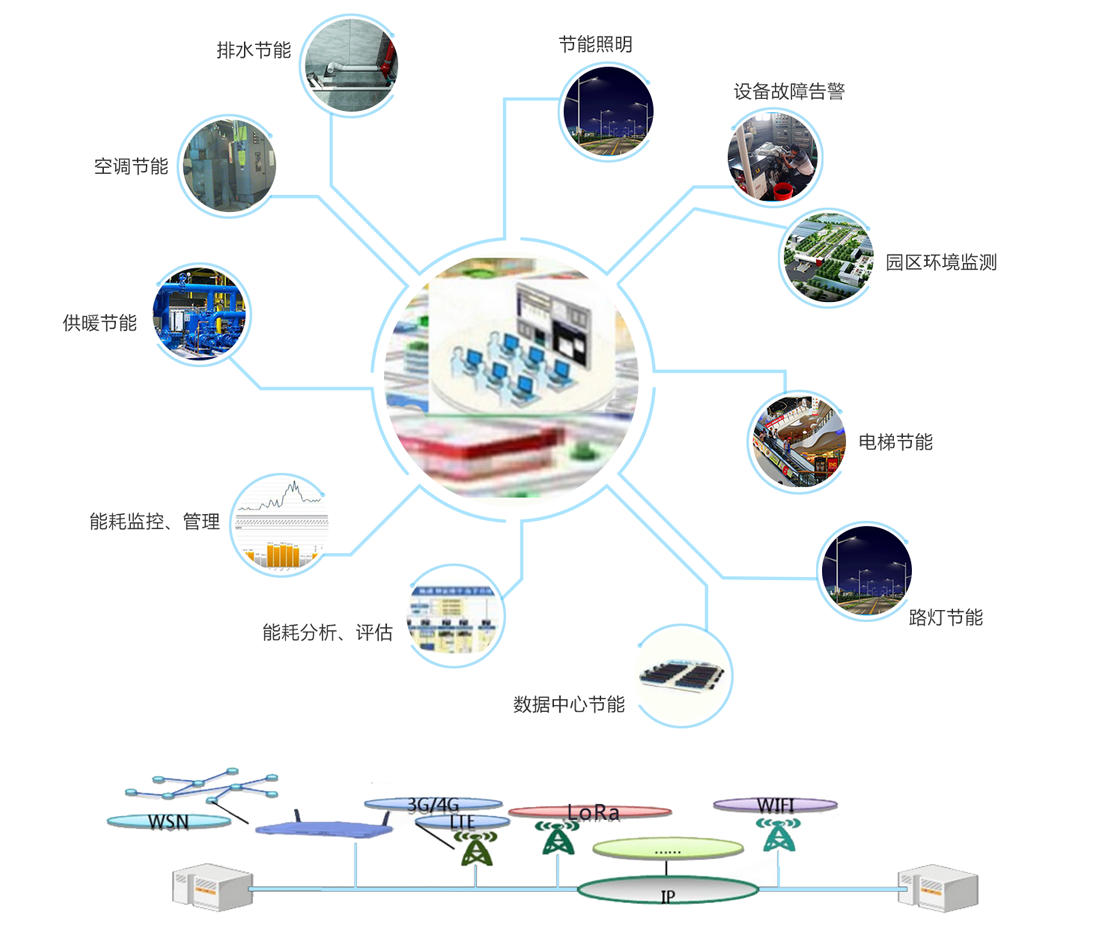 排水节能
节能照明
设备故障告警
空调节能
园区环境监测
供暖节能
电梯节能
能耗监控、管理
路灯节能
能耗分析、评估
数据中心节能
3G/4G
LoRa
WIFI
WSN
LTE
......
IP